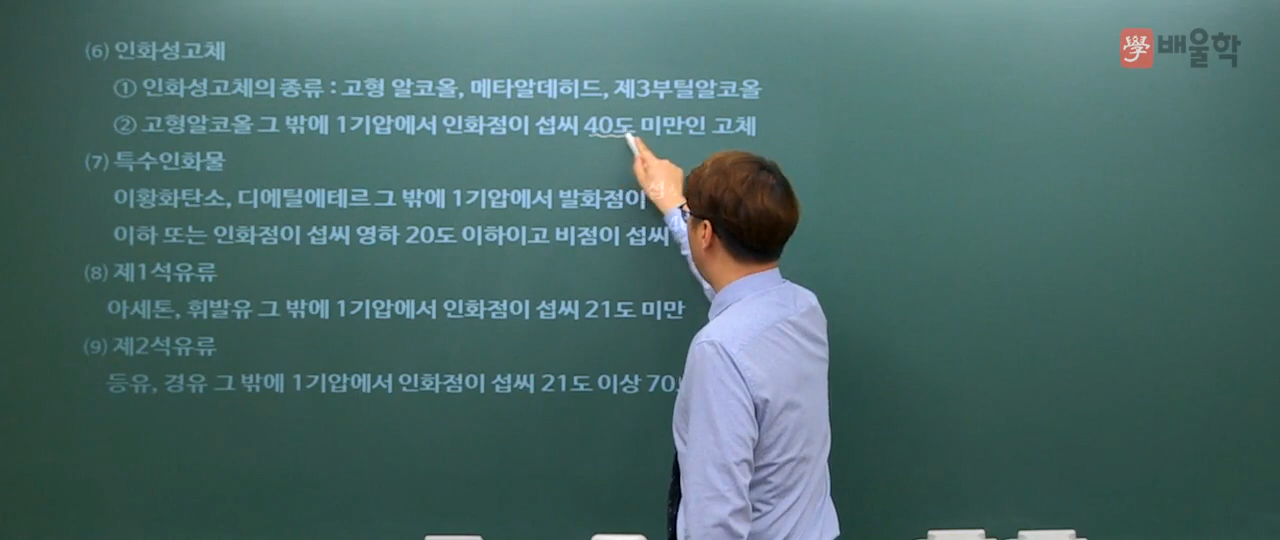 (6) 인화성고체
① 인화성고체의 종류 : 고형 알코올, 메타알데히드, 제3부틸알코올
② 고형알코올 그 밖에 1기압에서 인화점이 섭씨 40도 미만인 고체
(7) 특수인화물
이황화탄소, 디에틸에테르 그 밖에 1기압에서 발화점이
이하 또는 인화점이 섭씨 영하 20도 이하이고 비점이 섭씨
(8) 제1석유류
아세톤, 휘발유 그 밖에 1기압에서 인화점이 섭씨 21도 미만
(9) 제2석유류
등유, 경유 그 밖에 1기압에서 인화점이 섭씨 21도 이상 70
學 배울학